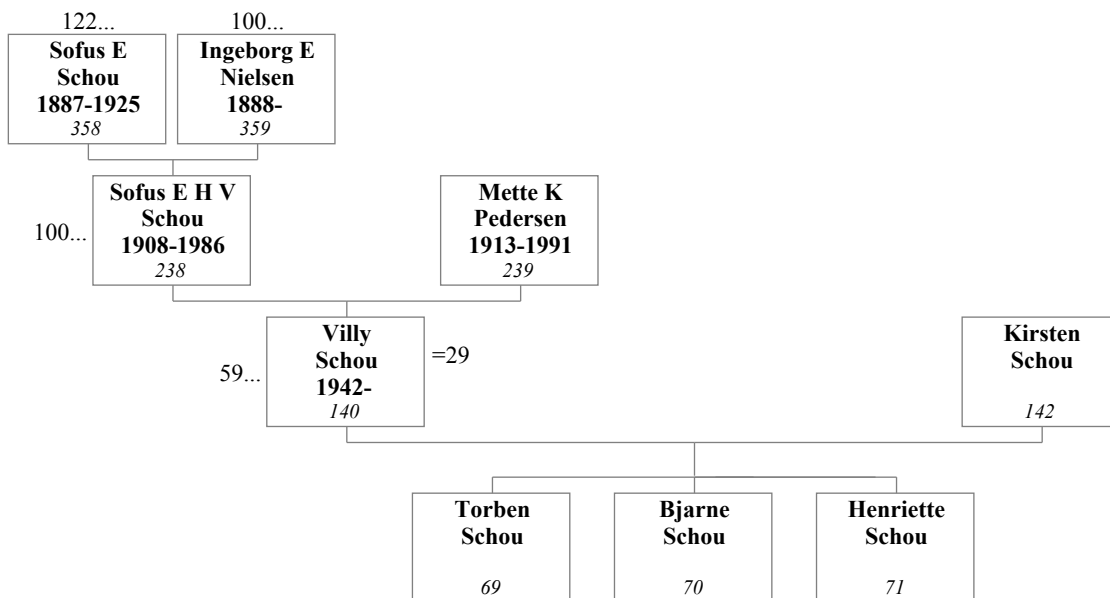 122...
100...
Sofus E
Schou
1887-1925
358
Ingeborg E
Nielsen
1888-
359
100...
Sofus E H V
Schou
1908-1986
238
Mette K
Pedersen
1913-1991
239
59...
Villy
Schou
1942-
140
=29
Kirsten
Schou
142
Torben
Schou
69
Bjarne
Schou
70
Henriette
Schou
71